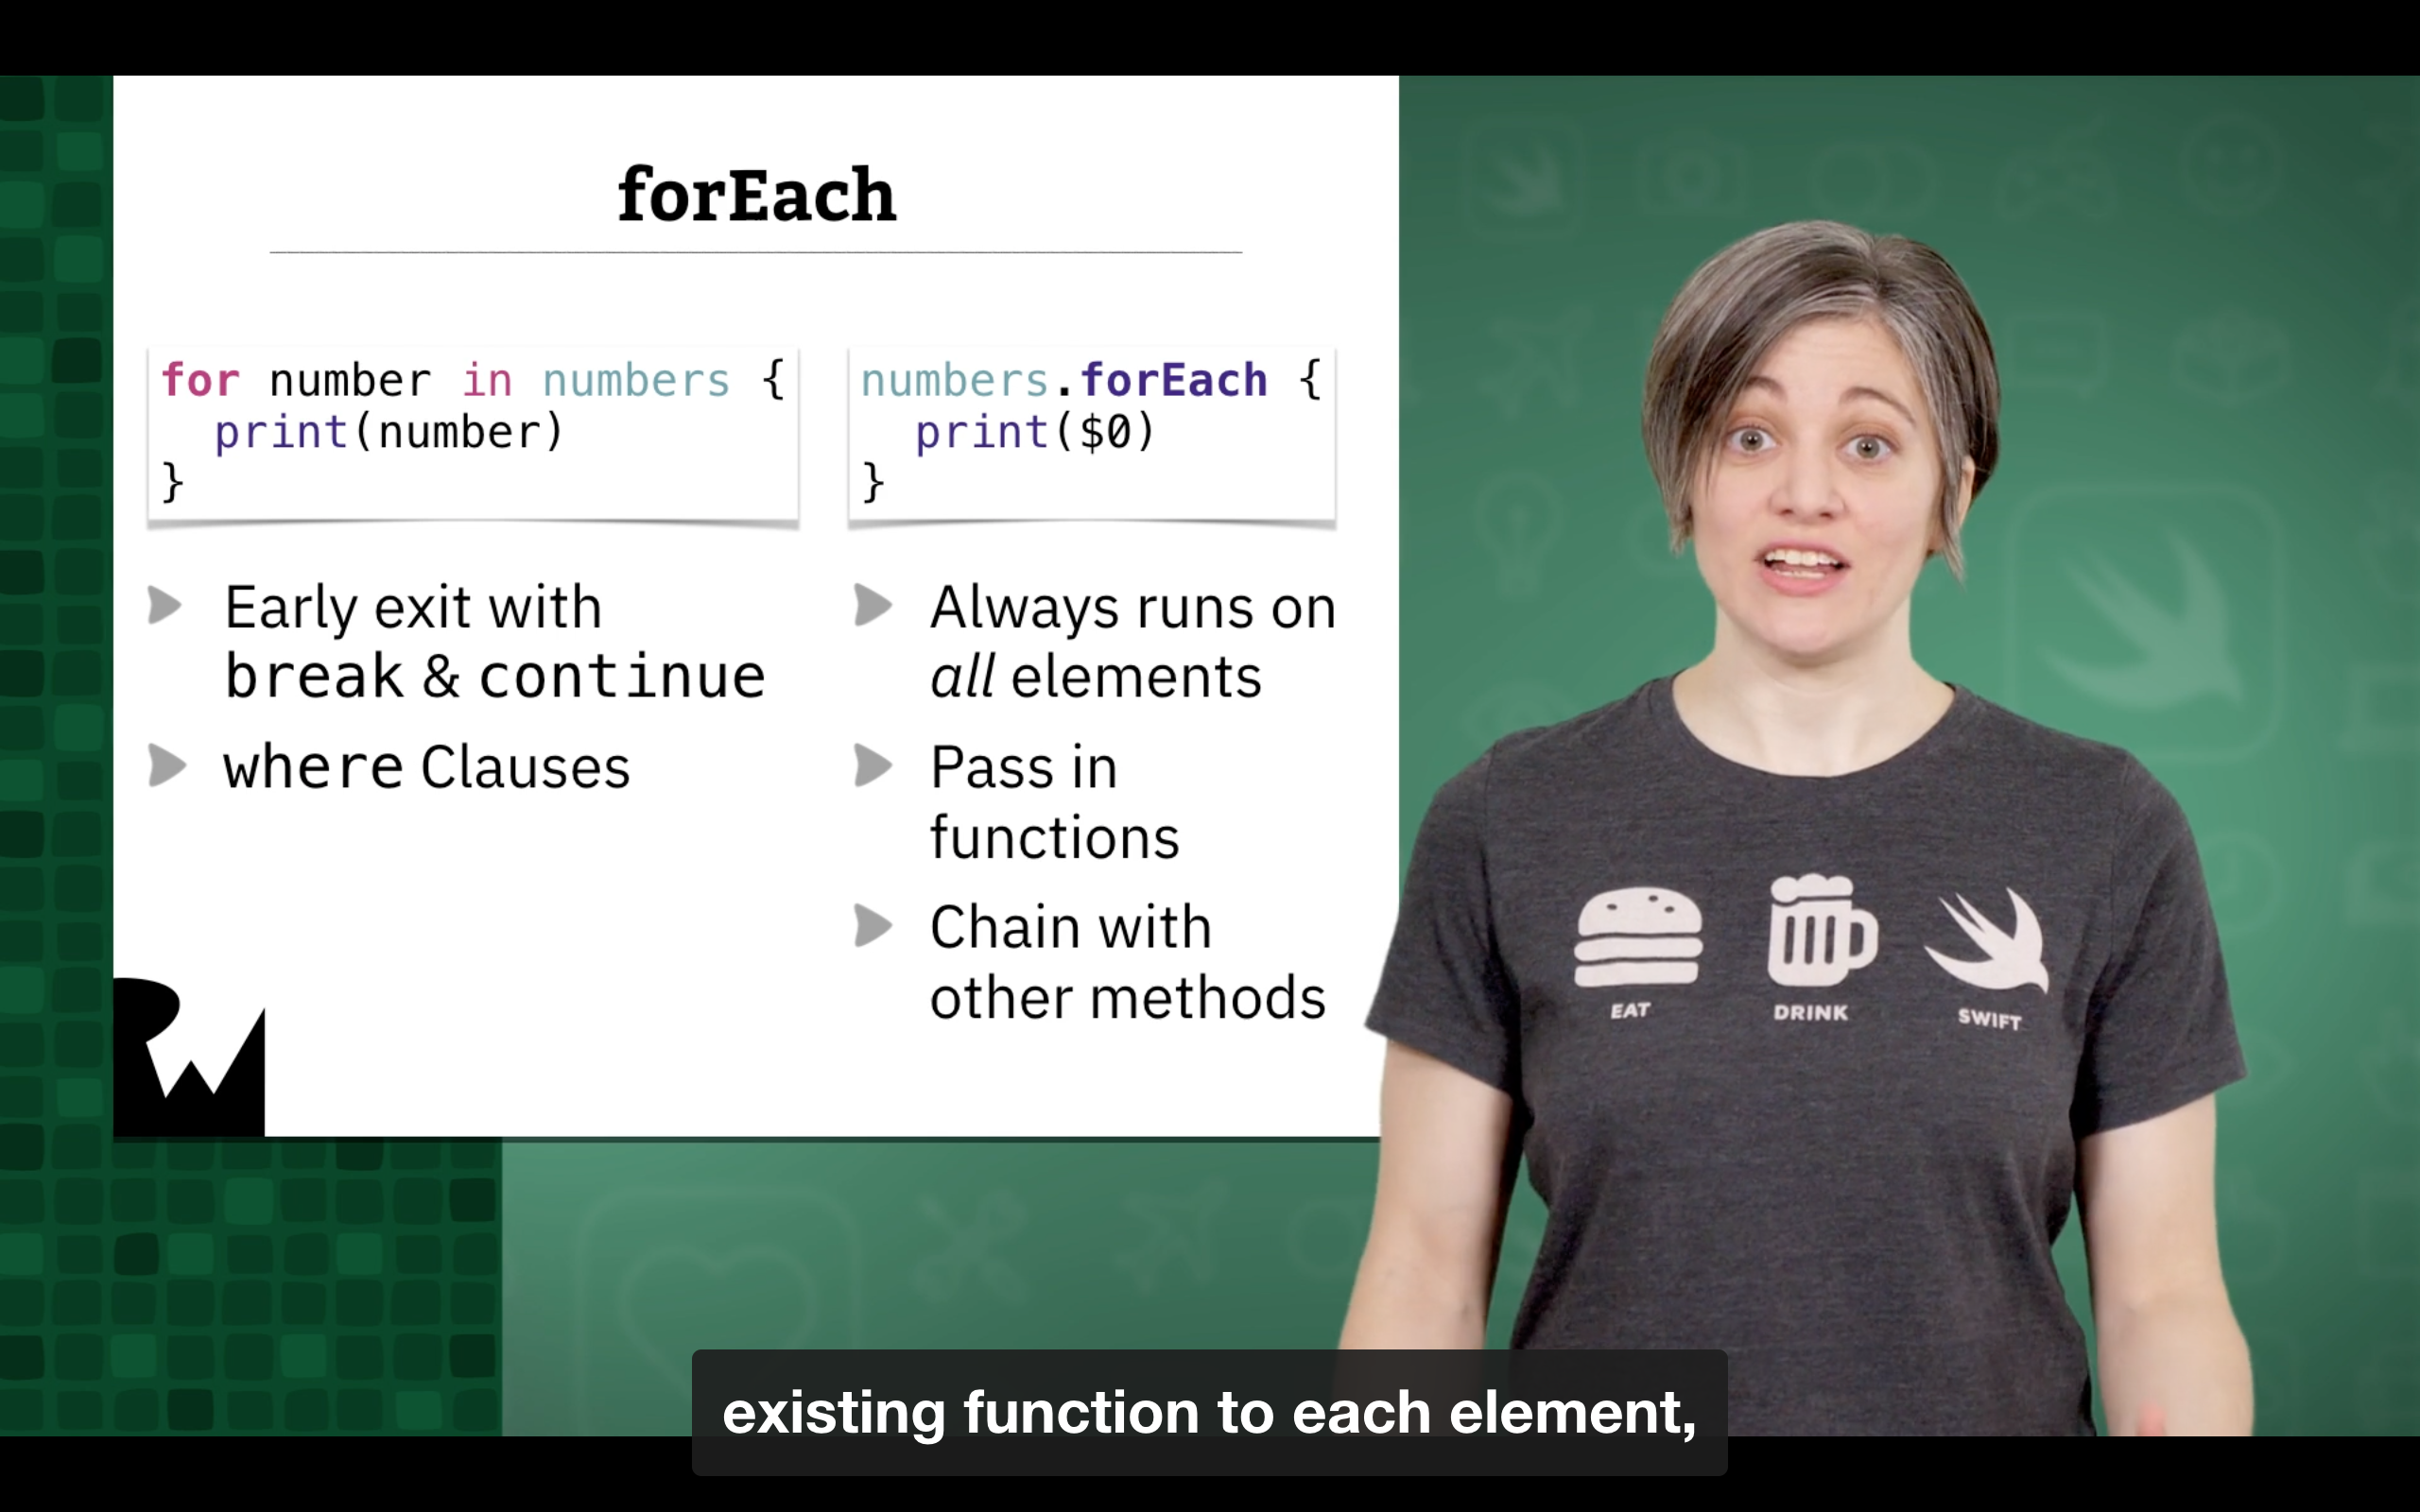 forEach
for number in numbers {
  print(number)
}
Early exit with
break & continue
where Clauses
numbers.forEach {
  print($0)
}
Always runs on
all elements
Pass in
functions
Chain with
other methods
RW
EAT DRINK SWIFT
existing function to each element,